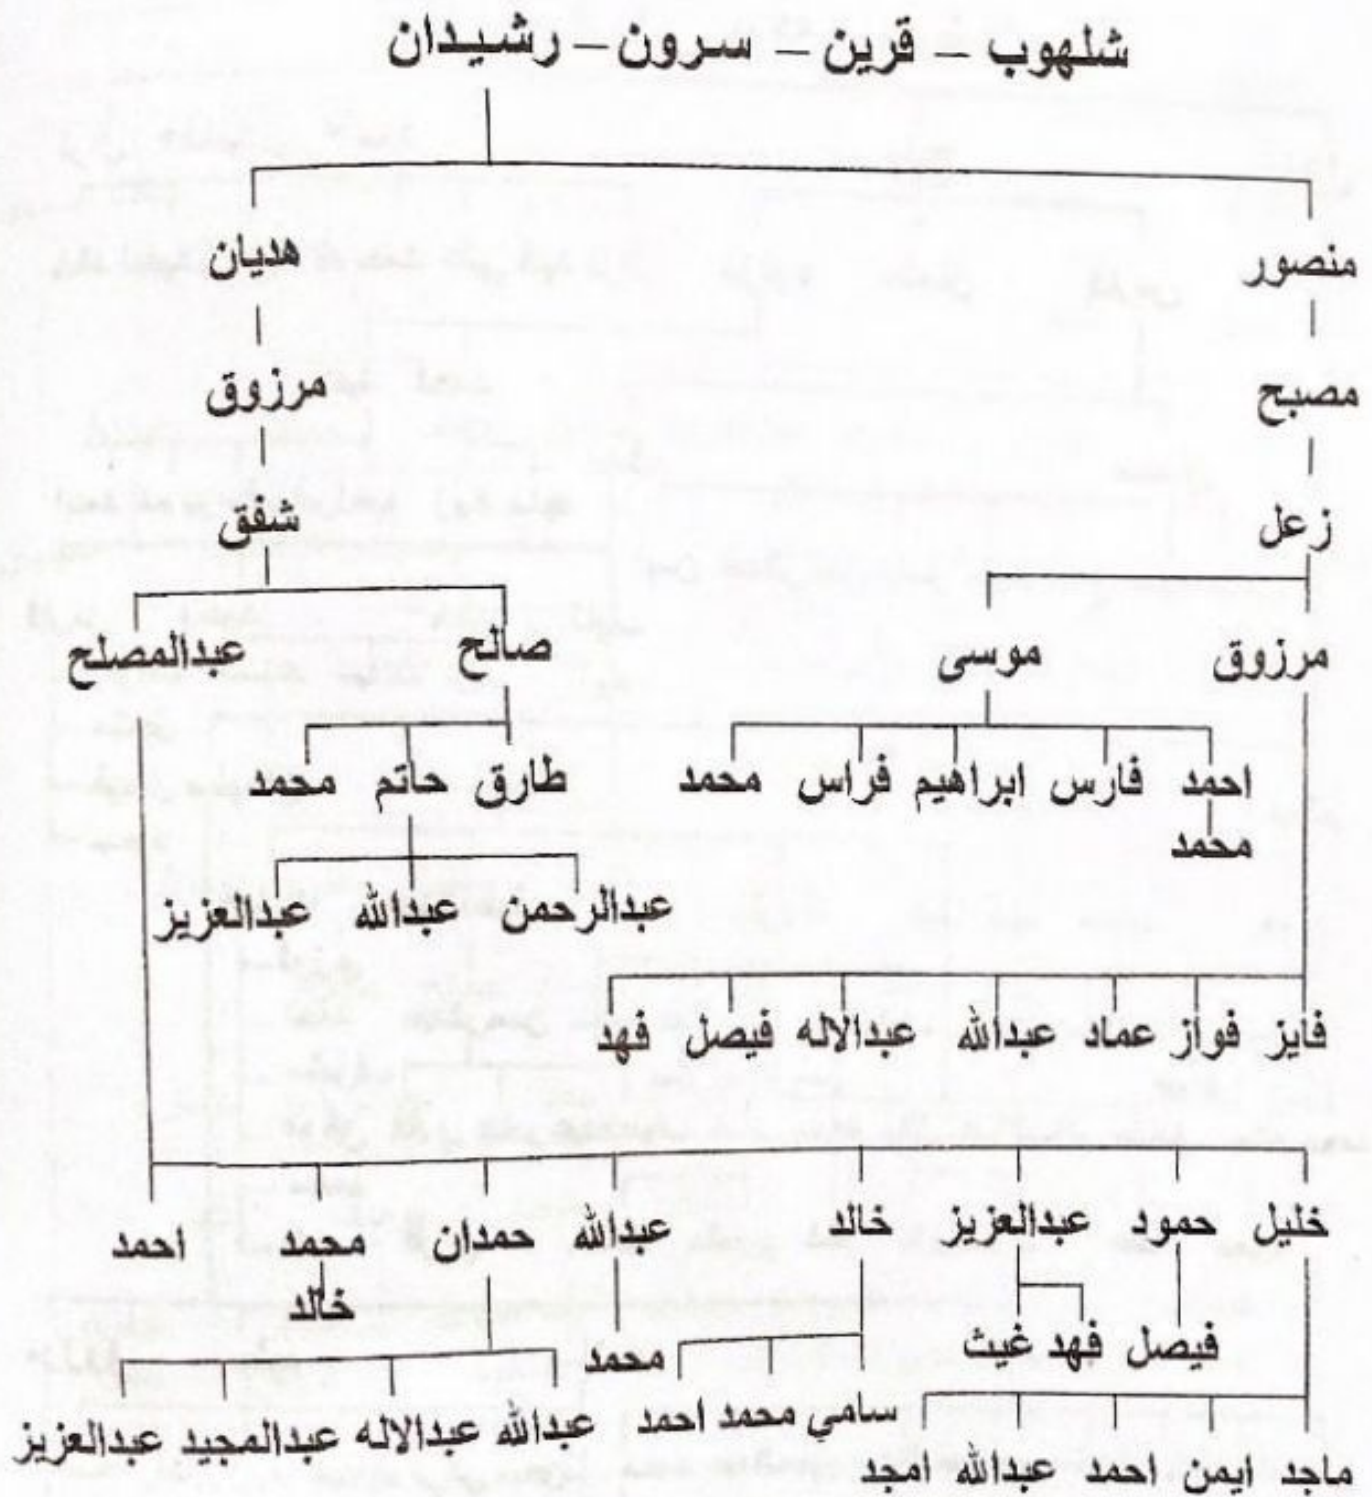 شلهوب – قرين – سرون – رشيدان
منصور هديان
مصبح مرزوق
زعل شفق
مرزوق موسى صالح عبدالمصلح
احمد فارس ابراهيم فراس محمد طارق حاتم محمد
محمد
عبدالرحمن عبدالله عبدالعزيز
فايز فواز عماد عبدالله عبدالاله فيصل فهد
خليل حمود عبدالعزيز خالد عبدالله حمدان محمد احمد
خالد
فيصل فهد غيث محمد
سامي محمد احمد عبدالله عبدالاله عبدالمجيد عبدالعزيز
ماجد ايمن احمد عبدالله امجد